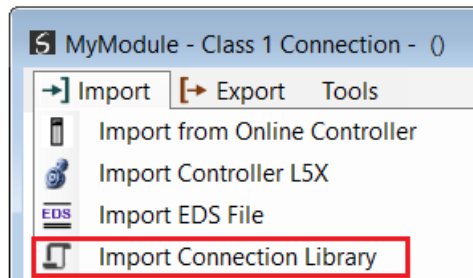 MyModule - Class 1 Connection - ()
Import Export Tools
Import from Online Controller
Import Controller L5X
EDS Import EDS File
Import Connection Library